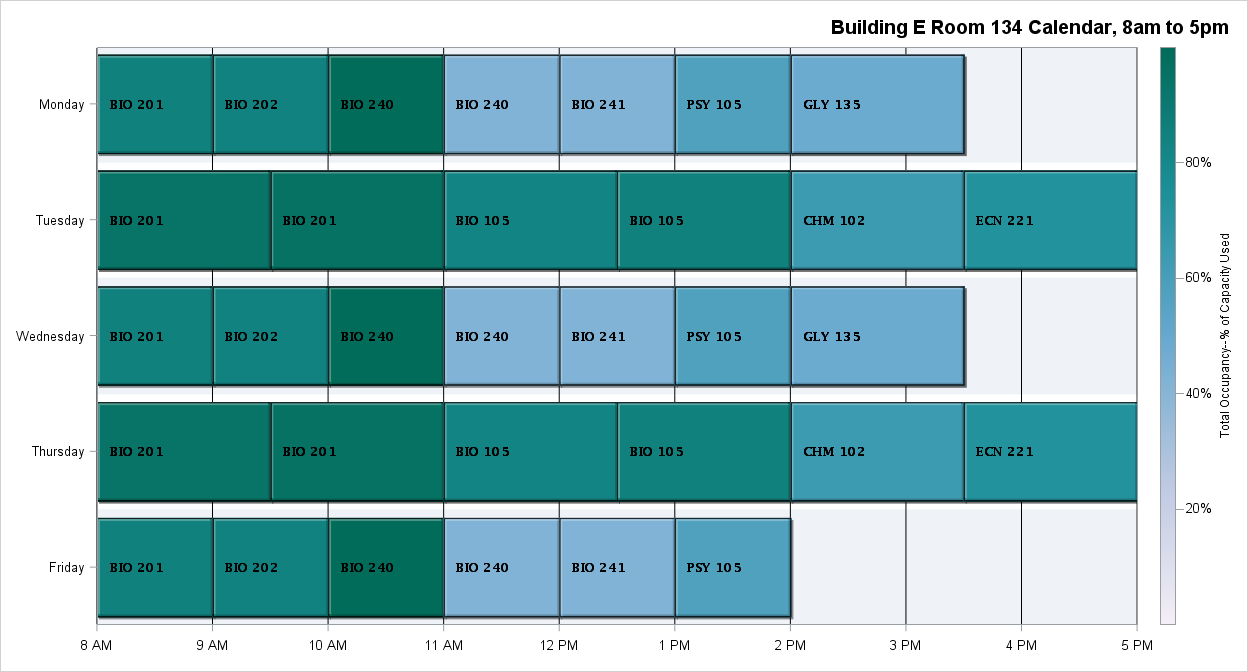 Building E Room 134 Calendar, 8am to 5pm
Monday
BIO 201
BIO 202
BIO 240
BIO 240
BIO 241
PSY 105
GLY 135
Tuesday
BIO 201
BIO 201
BIO 105
BIO 105
CHM 102
ECN 221
Wednesday
BIO 201
BIO 202
BIO 240
BIO 240
BIO 241
PSY 105
GLY 135
Thursday
BIO 201
BIO 201
BIO 105
BIO 105
CHM 102
ECN 221
Friday
BIO 201
BIO 202
BIO 240
BIO 240
BIO 241
PSY 105
8 AM
9 AM
10 AM
11 AM
12 PM
1 PM
2 PM
3 PM
4 PM
5 PM
80%
60%
40%
20%
Total Occupancy--% of Capacity Used